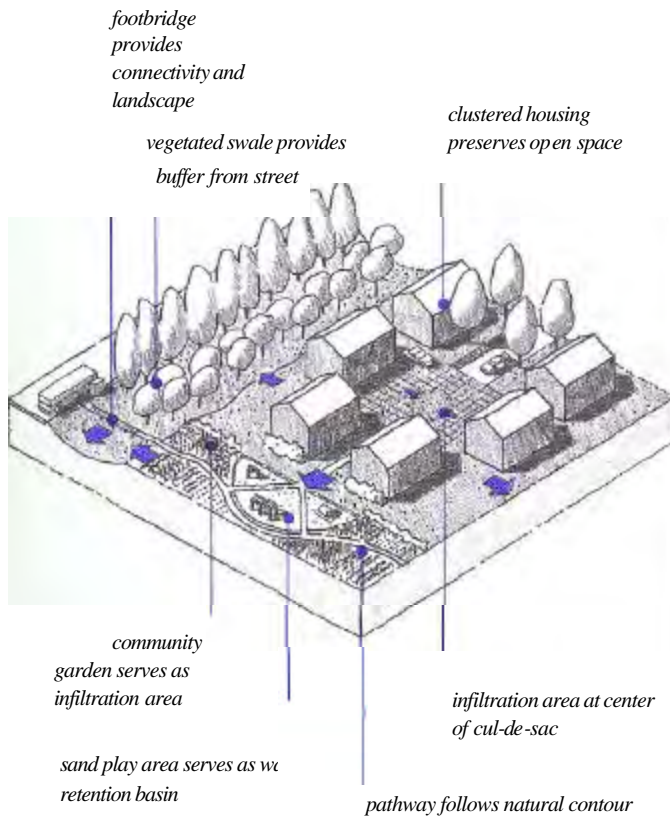 footbridge
provides
connectivity and
landscape
vegetated swale provides
buffer from street
clustered housing
preserves open space
community
garden serves as
infiltration area
sand play area serves as
retention basin
infiltration area at center
of cul-de-sac
pathway follows natural contour